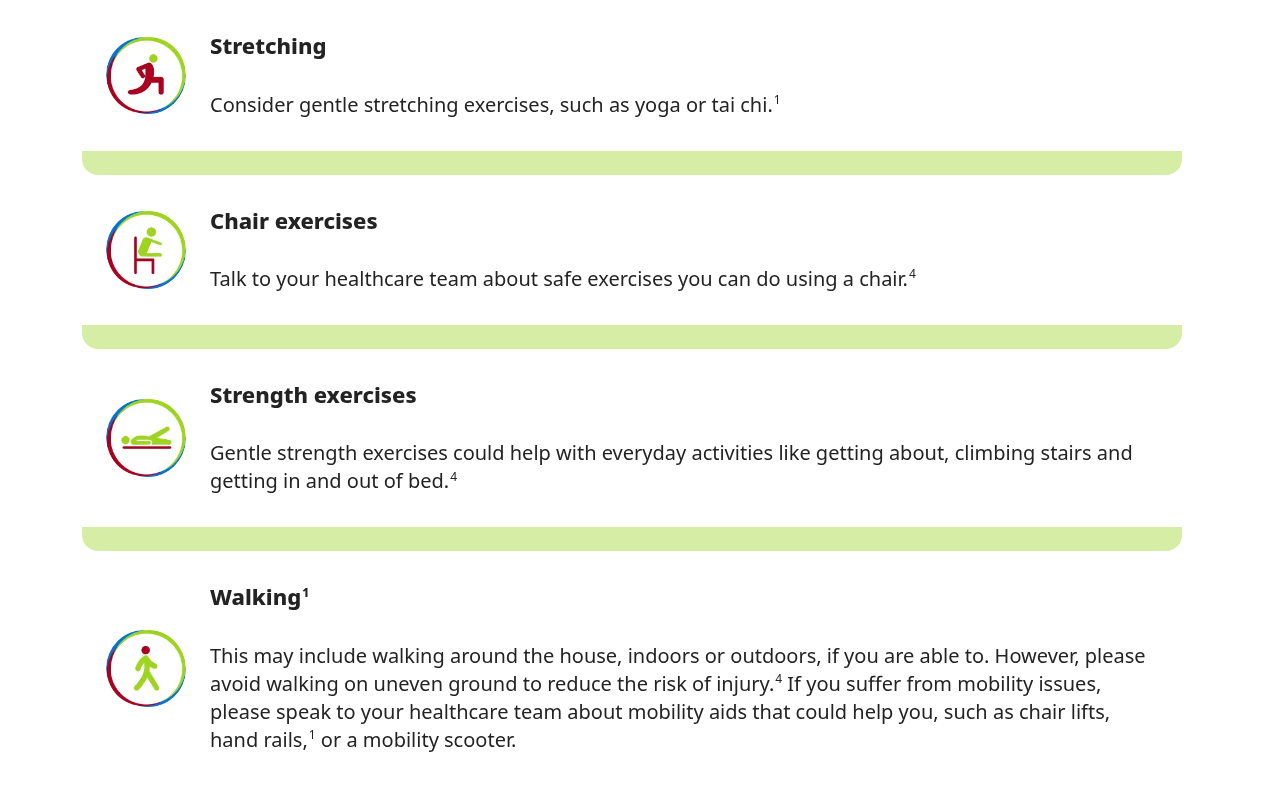 Stretching
Consider gentle stretching exercises, such as yoga or tai chi.¹
Chair exercises
Talk to your healthcare team about safe exercises you can do using a chair.⁴
Strength exercises
Gentle strength exercises could help with everyday activities like getting about, climbing stairs and
getting in and out of bed.⁴
Walking¹
This may include walking around the house, indoors or outdoors, if you are able to. However, please
avoid walking on uneven ground to reduce the risk of injury.⁴ If you suffer from mobility issues,
please speak to your healthcare team about mobility aids that could help you, such as chair lifts,
hand rails,¹ or a mobility scooter.